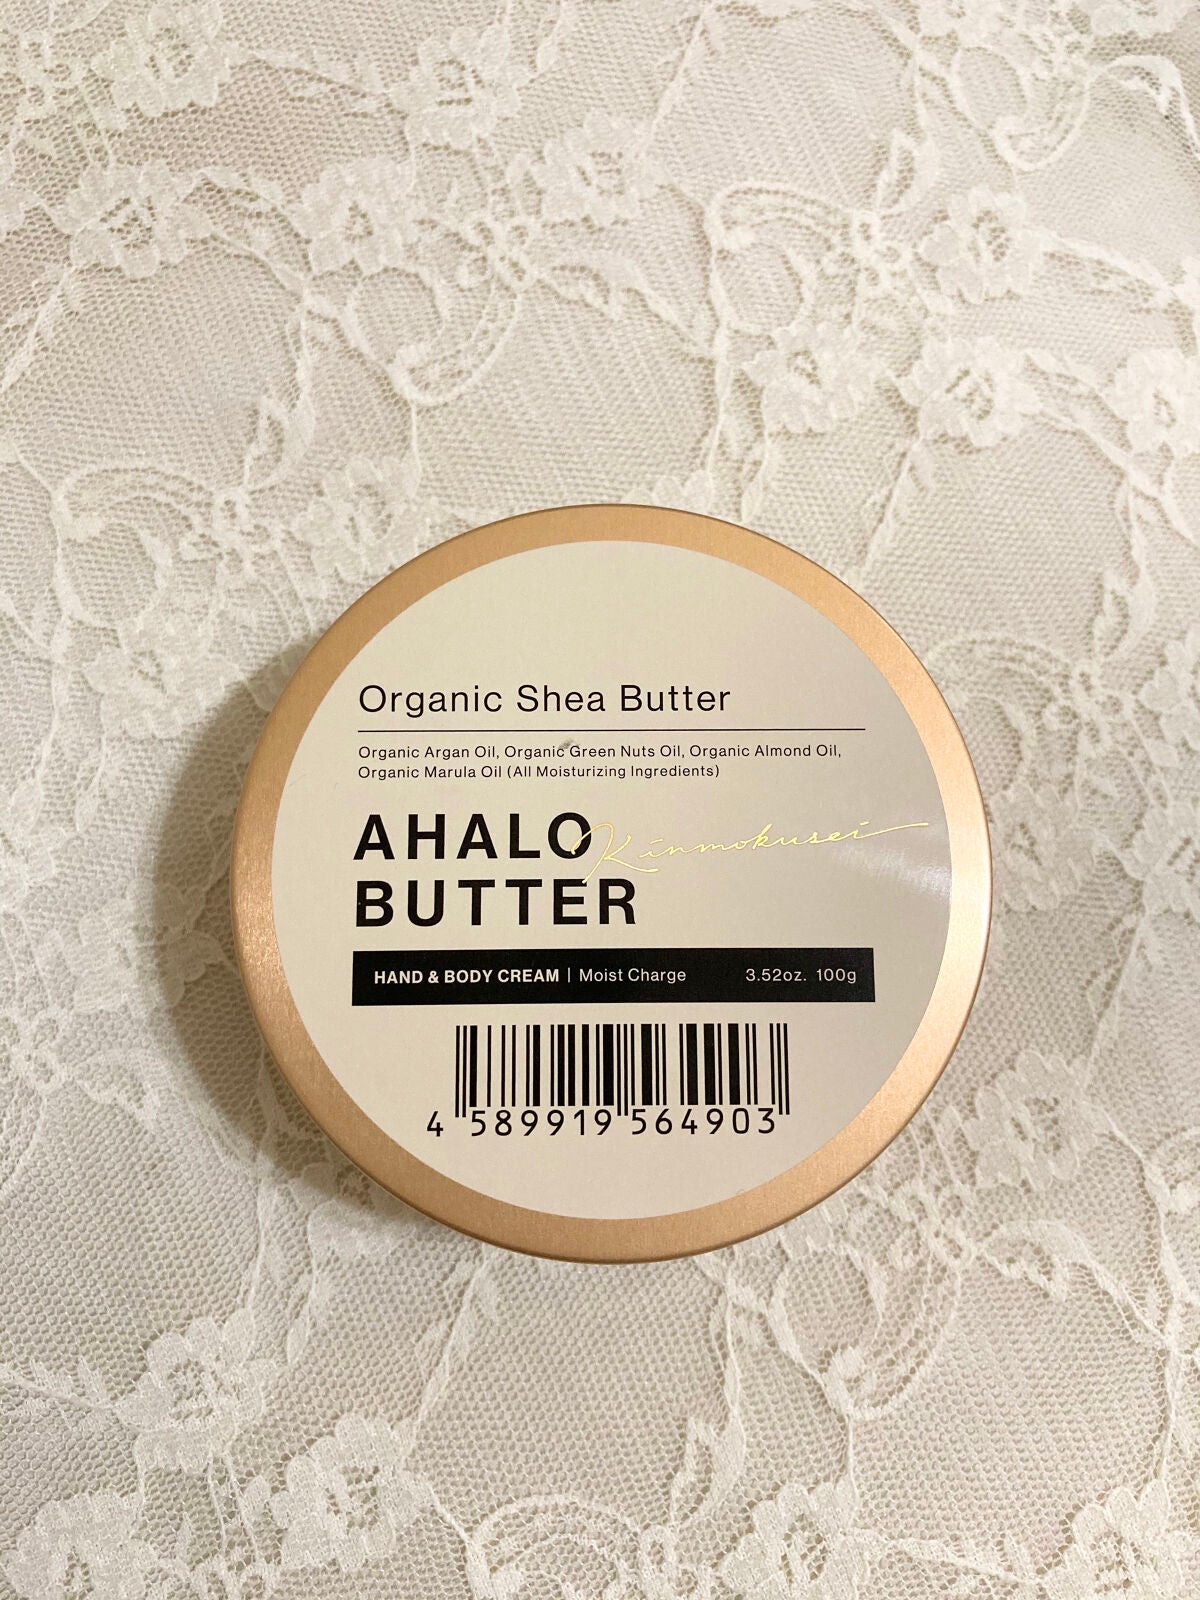 Organic Shea Butter
Organic Argan Oil, Organic Green Nuts Oil, Organic Almond Oil,
Organic Marula Oil (All Moisturizing Ingredients)
AHALO
Kinmokusei
BUTTER
HAND & BODY CREAM | Moist Charge 3.52oz. 100g
4 589919 564903